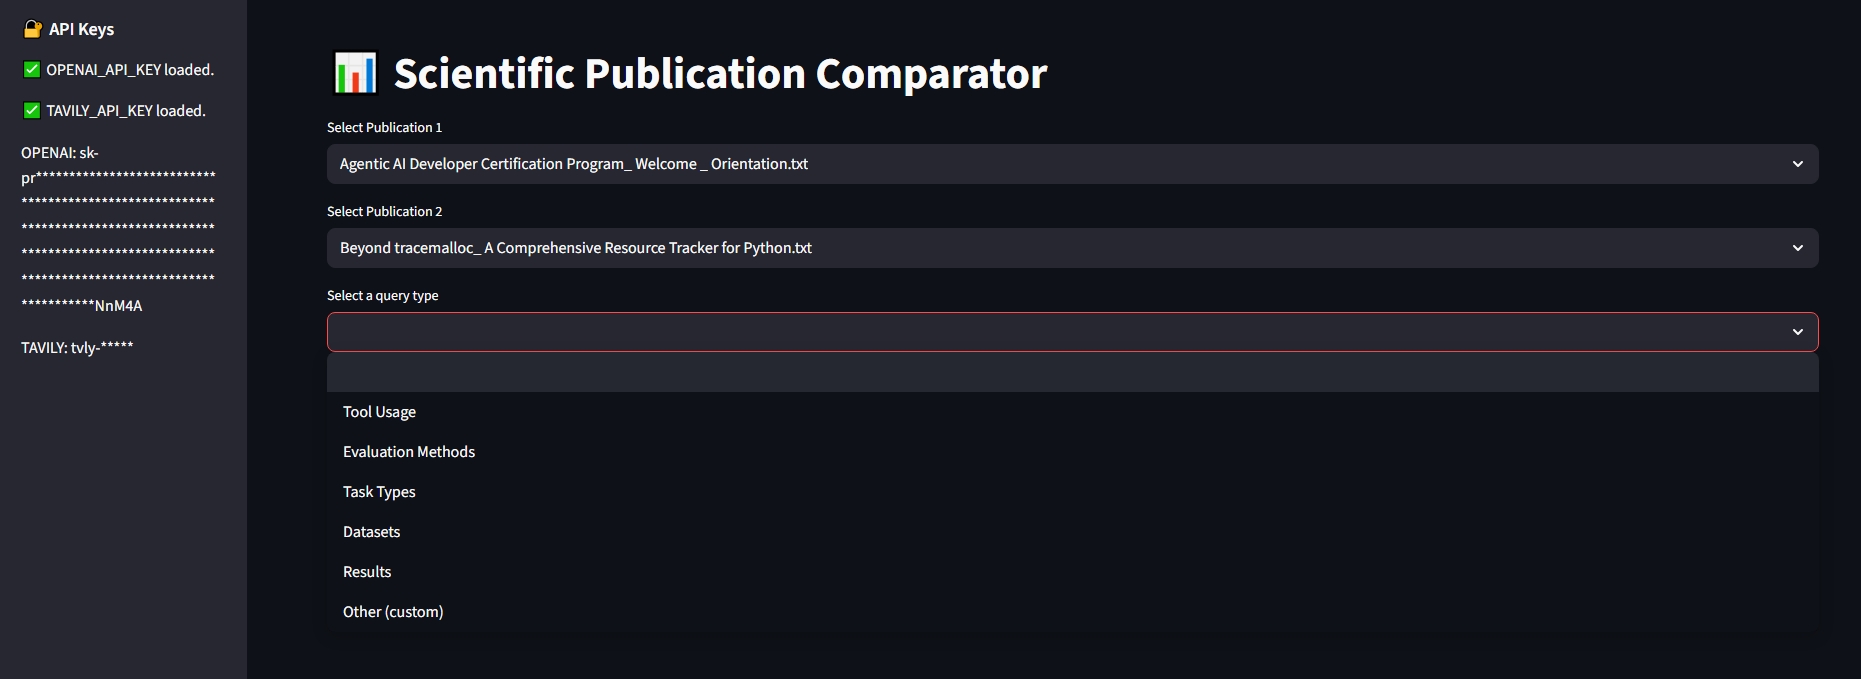 API Keys
OPENAI_API_KEY loaded.
TAVILY_API_KEY loaded.
OPENAI: sk-
pr***************************
*****************************
*****************************
*****************************
*****************************
***********NnM4A
TAVILY: tvly-*****
Scientific Publication Comparator
Select Publication 1
Agentic AI Developer Certification Program_ Welcome _ Orientation.txt
Select Publication 2
Beyond tracemalloc_ A Comprehensive Resource Tracker for Python.txt
Select a query type
Tool Usage
Evaluation Methods
Task Types
Datasets
Results
Other (custom)